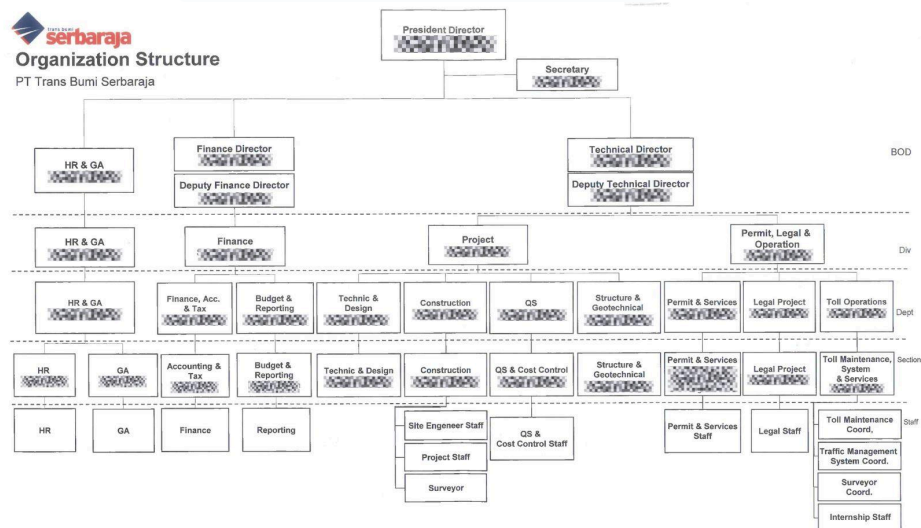 trans bumi
serbaraja
Organization Structure
PT Trans Bumi Serbaraja
President Director
Secretary
BOD
HR & GA
Finance Director
Deputy Finance Director
Technical Director
Deputy Technical Director
Div
HR & GA
Finance
Project
Permit, Legal &
Operation
Dept
HR & GA
Finance, Acc.
& Tax
Budget &
Reporting
Technic &
Design
Construction
QS
Structure &
Geotechnical
Permit & Services
Legal Project
Toll Operations
Section
HR
GA
Accounting &
Tax
Budget &
Reporting
Technic & Design
Construction
QS & Cost Control
Structure &
Geotechnical
Permit & Services
Legal Project
Toll Maintenance,
System
& Services
Staff
HR
GA
Finance
Reporting
Site Engeneer Staff
Project Staff
Surveyor
QS &
Cost Control Staff
Permit & Services
Staff
Legal Staff
Toll Maintenance
Coord,
Traffic Management
System Coord.
Surveyor
Coord.
Internship Staff